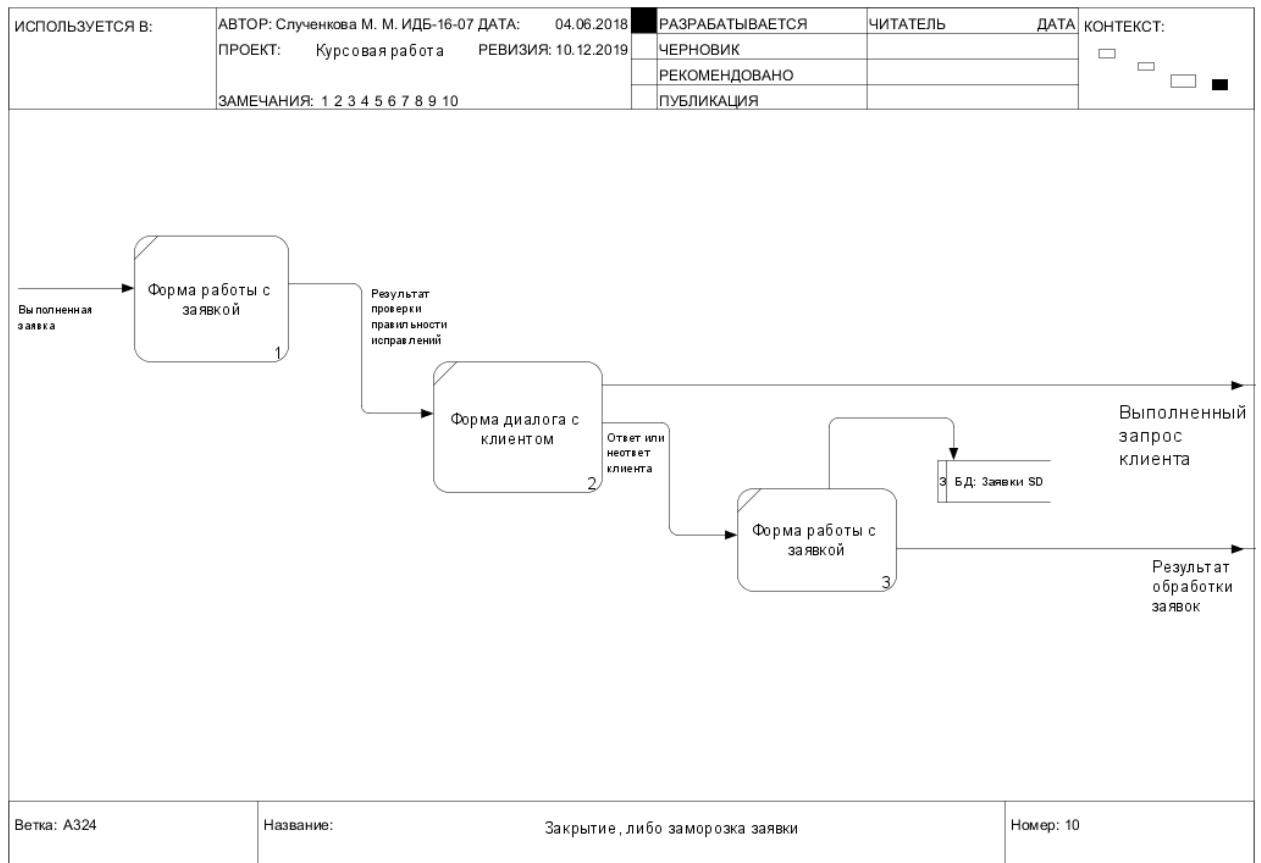 ИСПОЛЬЗУЕТСЯ В:
АВТОР: Служенкова М. М. ИДБ-16-07 ДАТА: 04.06.2018
ПРОЕКТ: Курсовая работа РЕВИЗИЯ: 10.12.2019
ЗАМЕЧАНИЯ: 1 2 3 4 5 6 7 8 9 10
РАЗРАБАТЫВАЕТСЯ
ЧЕРНОВИК
РЕКОМЕНДОВАНО
ПУБЛИКАЦИЯ
ЧИТАТЕЛЬ ДАТА
КОНТЕКСТ:
Выполненная
заявка
Форма работы с
заявкой
1
Результат
проверки
правильности
исправлений
Форма диалога с
клиентом
2
Ответ или
неответ
клиента
Форма работы с
заявкой
3
3 БД: Заявки SD
Выполненный
запрос
клиента
Результат
обработки
заявок
Ветка: A324
Название: Закрытие, либо заморозка заявки
Номер: 10